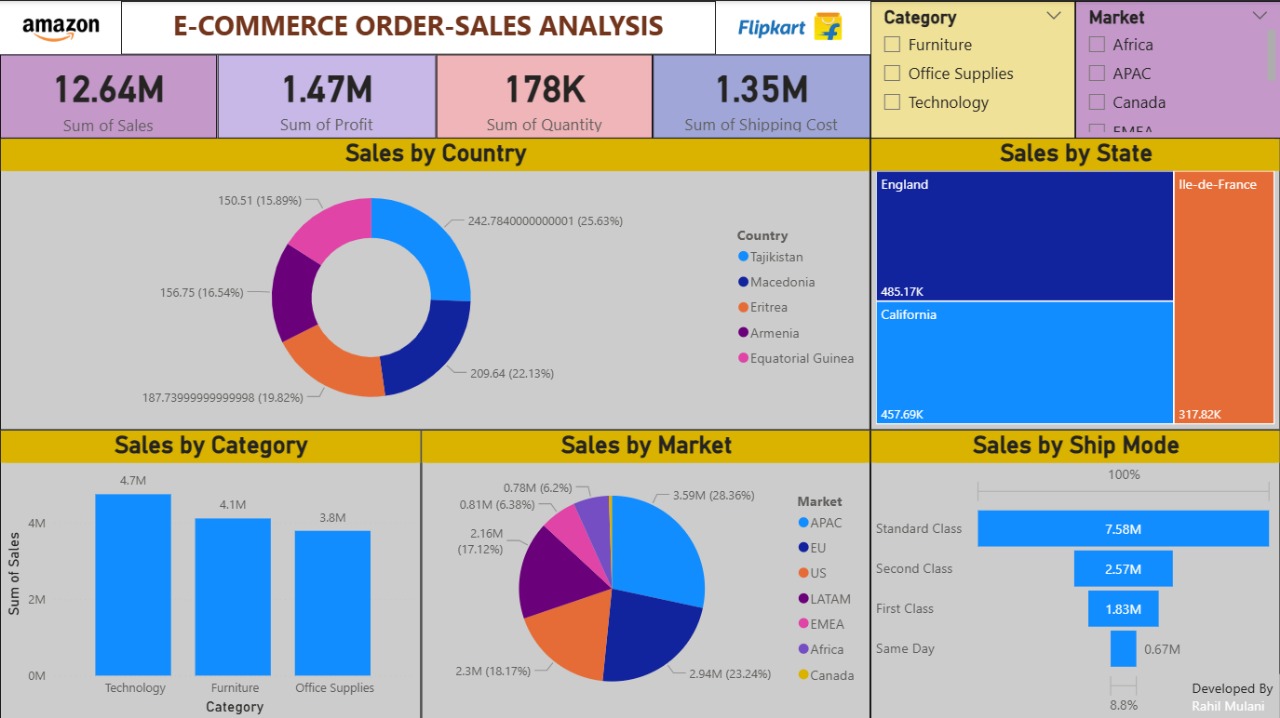 amazon
E-COMMERCE ORDER-SALES ANALYSIS
Flipkart
Category
Furniture
Office Supplies
Technology
Market
Africa
APAC
Canada
EMEA
12.64M
Sum of Sales
1.47M
Sum of Profit
178K
Sum of Quantity
1.35M
Sum of Shipping Cost
Sales by Country
150.51 (15.89%)
242.7840000000001 (25.63%)
156.75 (16.54%)
209.64 (22.13%)
187.73999999999998 (19.82%)
Country
Tajikistan
Macedonia
Eritrea
Armenia
Equatorial Guinea
Sales by State
England
485.17K
California
457.69K
Ile-de-France
317.82K
Sales by Category
Sum of Sales
4M
2M
0M
4.7M
4.1M
3.8M
Technology
Furniture
Office Supplies
Category
Sales by Market
0.78M (6.2%)
0.81M (6.38%)
2.16M
(17.12%)
2.3M (18.17%)
3.59M (28.36%)
2.94M (23.24%)
Market
APAC
EU
US
LATAM
EMEA
Africa
Canada
Sales by Ship Mode
100%
Standard Class
7.58M
Second Class
2.57M
First Class
1.83M
Same Day
0.67M
8.8%
Developed By
Rahil Mulani